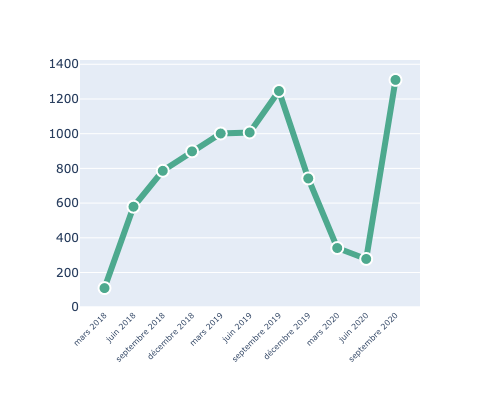 1400
1200
1000
800
600
400
200
0
mars 2018
juin 2018
septembre 2018
décembre 2018
mars 2019
juin 2019
septembre 2019
décembre 2019
mars 2020
juin 2020
septembre 2020